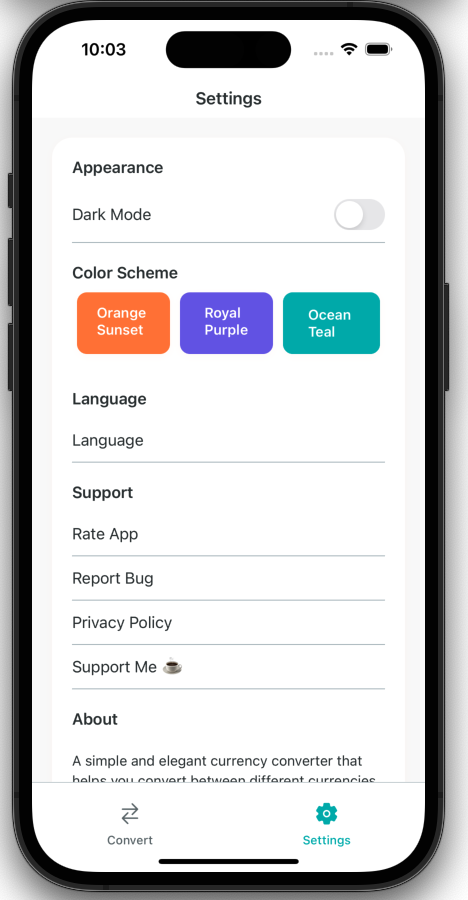 10:03
Settings
Appearance
Dark Mode
Color Scheme
Orange
Sunset
Royal
Purple
Ocean
Teal
Language
Language
Support
Rate App
Report Bug
Privacy Policy
Support Me ☕
About
A simple and elegant currency converter that
helps you convert between different currencies
Convert
Settings